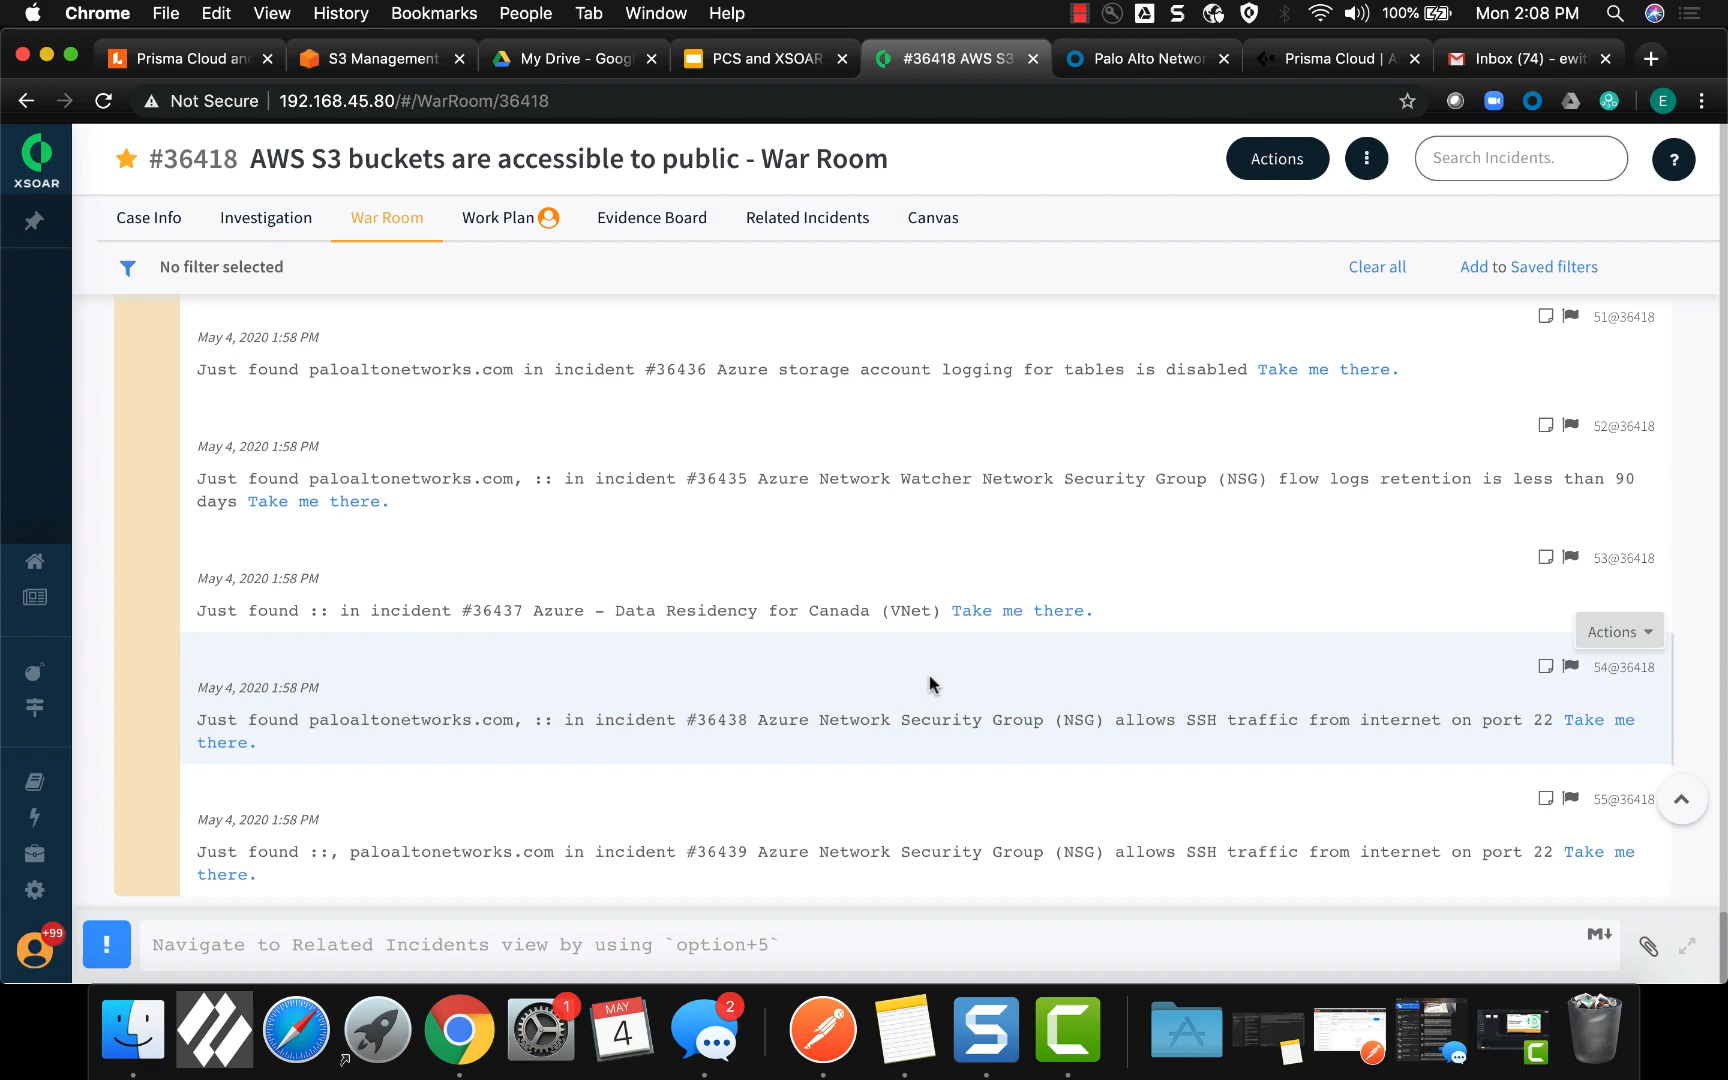 Chrome File Edit View History Bookmarks People Tab Window Help
100% Mon 2:08 PM
Prisma Cloud an
S3 Management
My Drive - Googl
PCS and XSOAR
#36418 AWS S3
Palo Alto Networ
Prisma Cloud | A
Inbox (74) - ewit
Not Secure 192.168.45.80/#/WarRoom/36418
E
XSOAR
#36418 AWS S3 buckets are accessible to public - War Room
Actions
Search Incidents.
?
Case Info Investigation War Room Work Plan Evidence Board Related Incidents Canvas
No filter selected
Clear all
Add to Saved filters
51@36418
May 4, 2020 1:58 PM
Just found paloaltonetworks.com in incident #36436 Azure storage account logging for tables is disabled Take me there.
52@36418
May 4, 2020 1:58 PM
Just found paloaltonetworks.com, :: in incident #36435 Azure Network Watcher Network Security Group (NSG) flow logs retention is less than 90
days Take me there.
53@36418
May 4, 2020 1:58 PM
Just found :: in incident #36437 Azure – Data Residency for Canada (VNet) Take me there.
Actions
54@36418
May 4, 2020 1:58 PM
Just found paloaltonetworks.com, :: in incident #36438 Azure Network Security Group (NSG) allows SSH traffic from internet on port 22 Take me
there.
55@36418
May 4, 2020 1:58 PM
Just found ::, paloaltonetworks.com in incident #36439 Azure Network Security Group (NSG) allows SSH traffic from internet on port 22 Take me
there.
+99
!
Navigate to Related Incidents view by using `option+5`
M↓
1
MAY
4
2